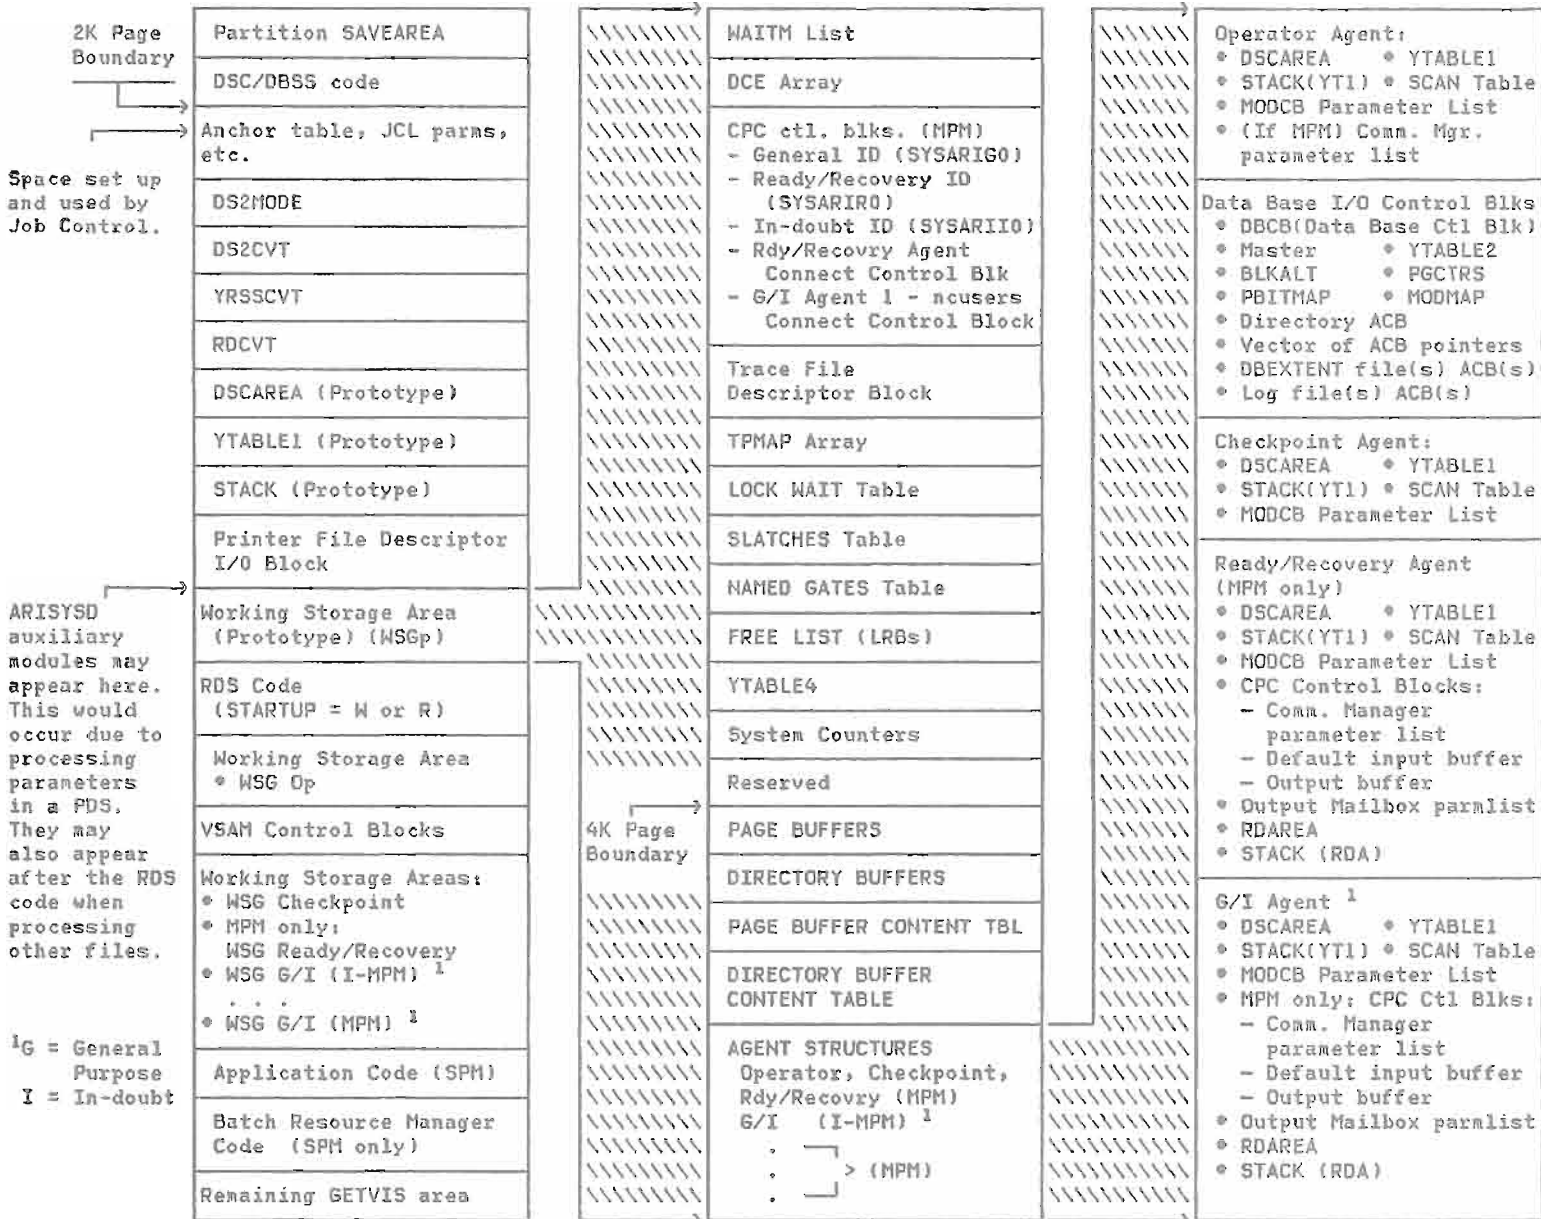 2K Page
Boundary
Space set up
and used by
Job Control.
ARISYSD
auxiliary
modules may
appear here.
This would
occur due to
processing
parameters
in a PDS.
They may
also appear
after the RDS
code when
processing
other files.
1G = General
Purpose
I = In-doubt
Partition SAVEAREA
DSC/DBSS code
Anchor table, JCL parms,
etc.
DS2MODE
DS2CVT
YRSSCVT
RDCVT
DSCAREA (Prototype)
YTABLE1 (Prototype)
STACK (Prototype)
Printer File Descriptor
I/O Block
Working Storage Area
(Prototype) (WSGp)
RDS Code
(STARTUP = W or R)
Working Storage Area
• WSG Op
VSAM Control Blocks
Working Storage Areas:
• WSG Checkpoint
• MPM only:
WSG Ready/Recovery
• WSG G/I (I-MPM) 1
. . .
• WSG G/I (MPM) 1
Application Code (SPM)
Batch Resource Manager
Code (SPM only)
Remaining GETVIS area
4K Page
Boundary
WAITM List
DCE Array
CPC ctl. blks. (MPM)
- General ID (SYSARIG0)
- Ready/Recovery ID
(SYSARIR0)
- In-doubt ID (SYSARII0)
- Rdy/Recovry Agent
Connect Control Blk
- G/I Agent 1 - ncusers
Connect Control Block
Trace File
Descriptor Block
TPMAP Array
LOCK WAIT Table
SLATCHES Table
NAMED GATES Table
FREE LIST (LRBs)
YTABLE4
System Counters
Reserved
PAGE BUFFERS
DIRECTORY BUFFERS
PAGE BUFFER CONTENT TBL
DIRECTORY BUFFER
CONTENT TABLE
AGENT STRUCTURES
Operator, Checkpoint,
Rdy/Recovry (MPM)
G/I (I-MPM) 1
.
. > (MPM)
.
Operator Agent:
• DSCAREA • YTABLE1
• STACK(YT1) • SCAN Table
• MODCB Parameter List
• (If MPM) Comm. Mgr.
parameter list
Data Base I/O Control Blks
• DBCB(Data Base Ctl Blk)
• Master • YTABLE2
• BLKALT • PGCTRS
• PBITMAP • MODMAP
• Directory ACB
• Vector of ACB pointers
• DBEXTENT file(s) ACB(s)
• Log file(s) ACB(s)
Checkpoint Agent:
• DSCAREA • YTABLE1
• STACK(YT1) • SCAN Table
• MODCB Parameter List
Ready/Recovery Agent
(MPM only)
• DSCAREA • YTABLE1
• STACK(YT1) • SCAN Table
• MODCB Parameter List
• CPC Control Blocks:
- Comm. Manager
parameter list
- Default input buffer
- Output buffer
• Output Mailbox parmlist
• RDAREA
• STACK (RDA)
G/I Agent 1
• DSCAREA • YTABLE1
• STACK(YT1) • SCAN Table
• MODCB Parameter List
• MPM only: CPC Ctl Blks:
- Comm. Manager
parameter list
- Default input buffer
- Output buffer
• Output Mailbox parmlist
• RDAREA
• STACK (RDA)